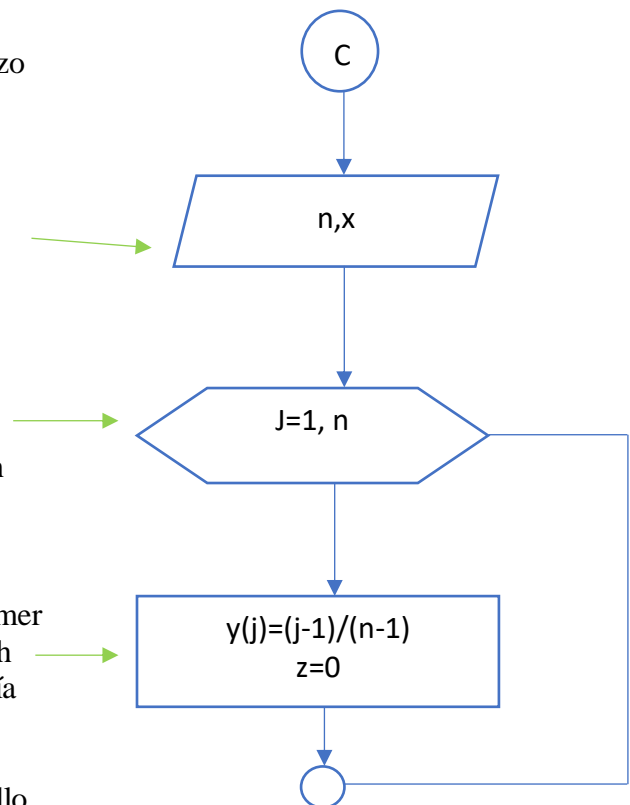 zo
C
n,x
J=1, n
n
mer
h
ía
y(j)=(j-1)/(n-1)
z=0
llo